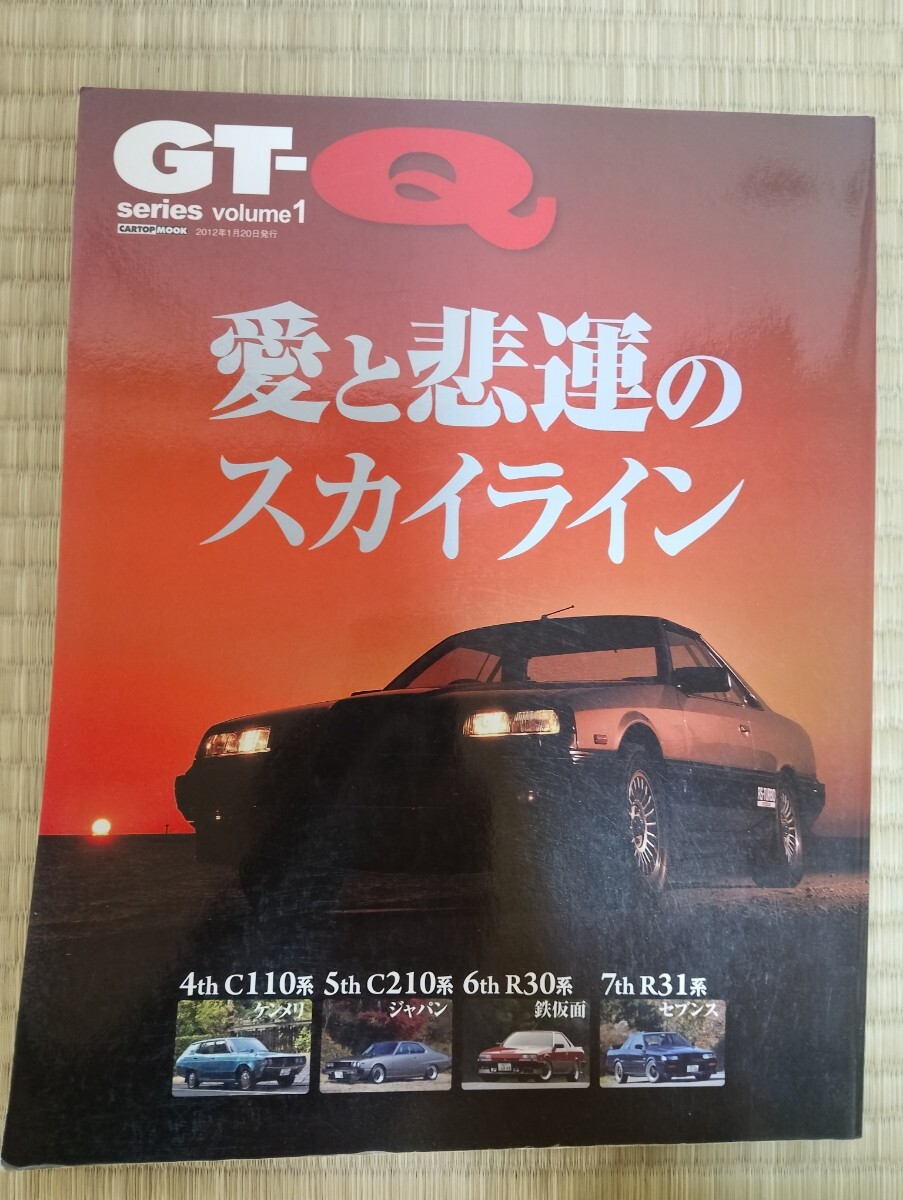 GT-Q
series volume1
CARTOP MOOK 2012年1月20日発行
愛と悲運の
スカイライン
RS-TURBO
4th C110系 5th C210系 6th R30系 7th R31系
ケンメリ ジャパン 鉄仮面 セブンス